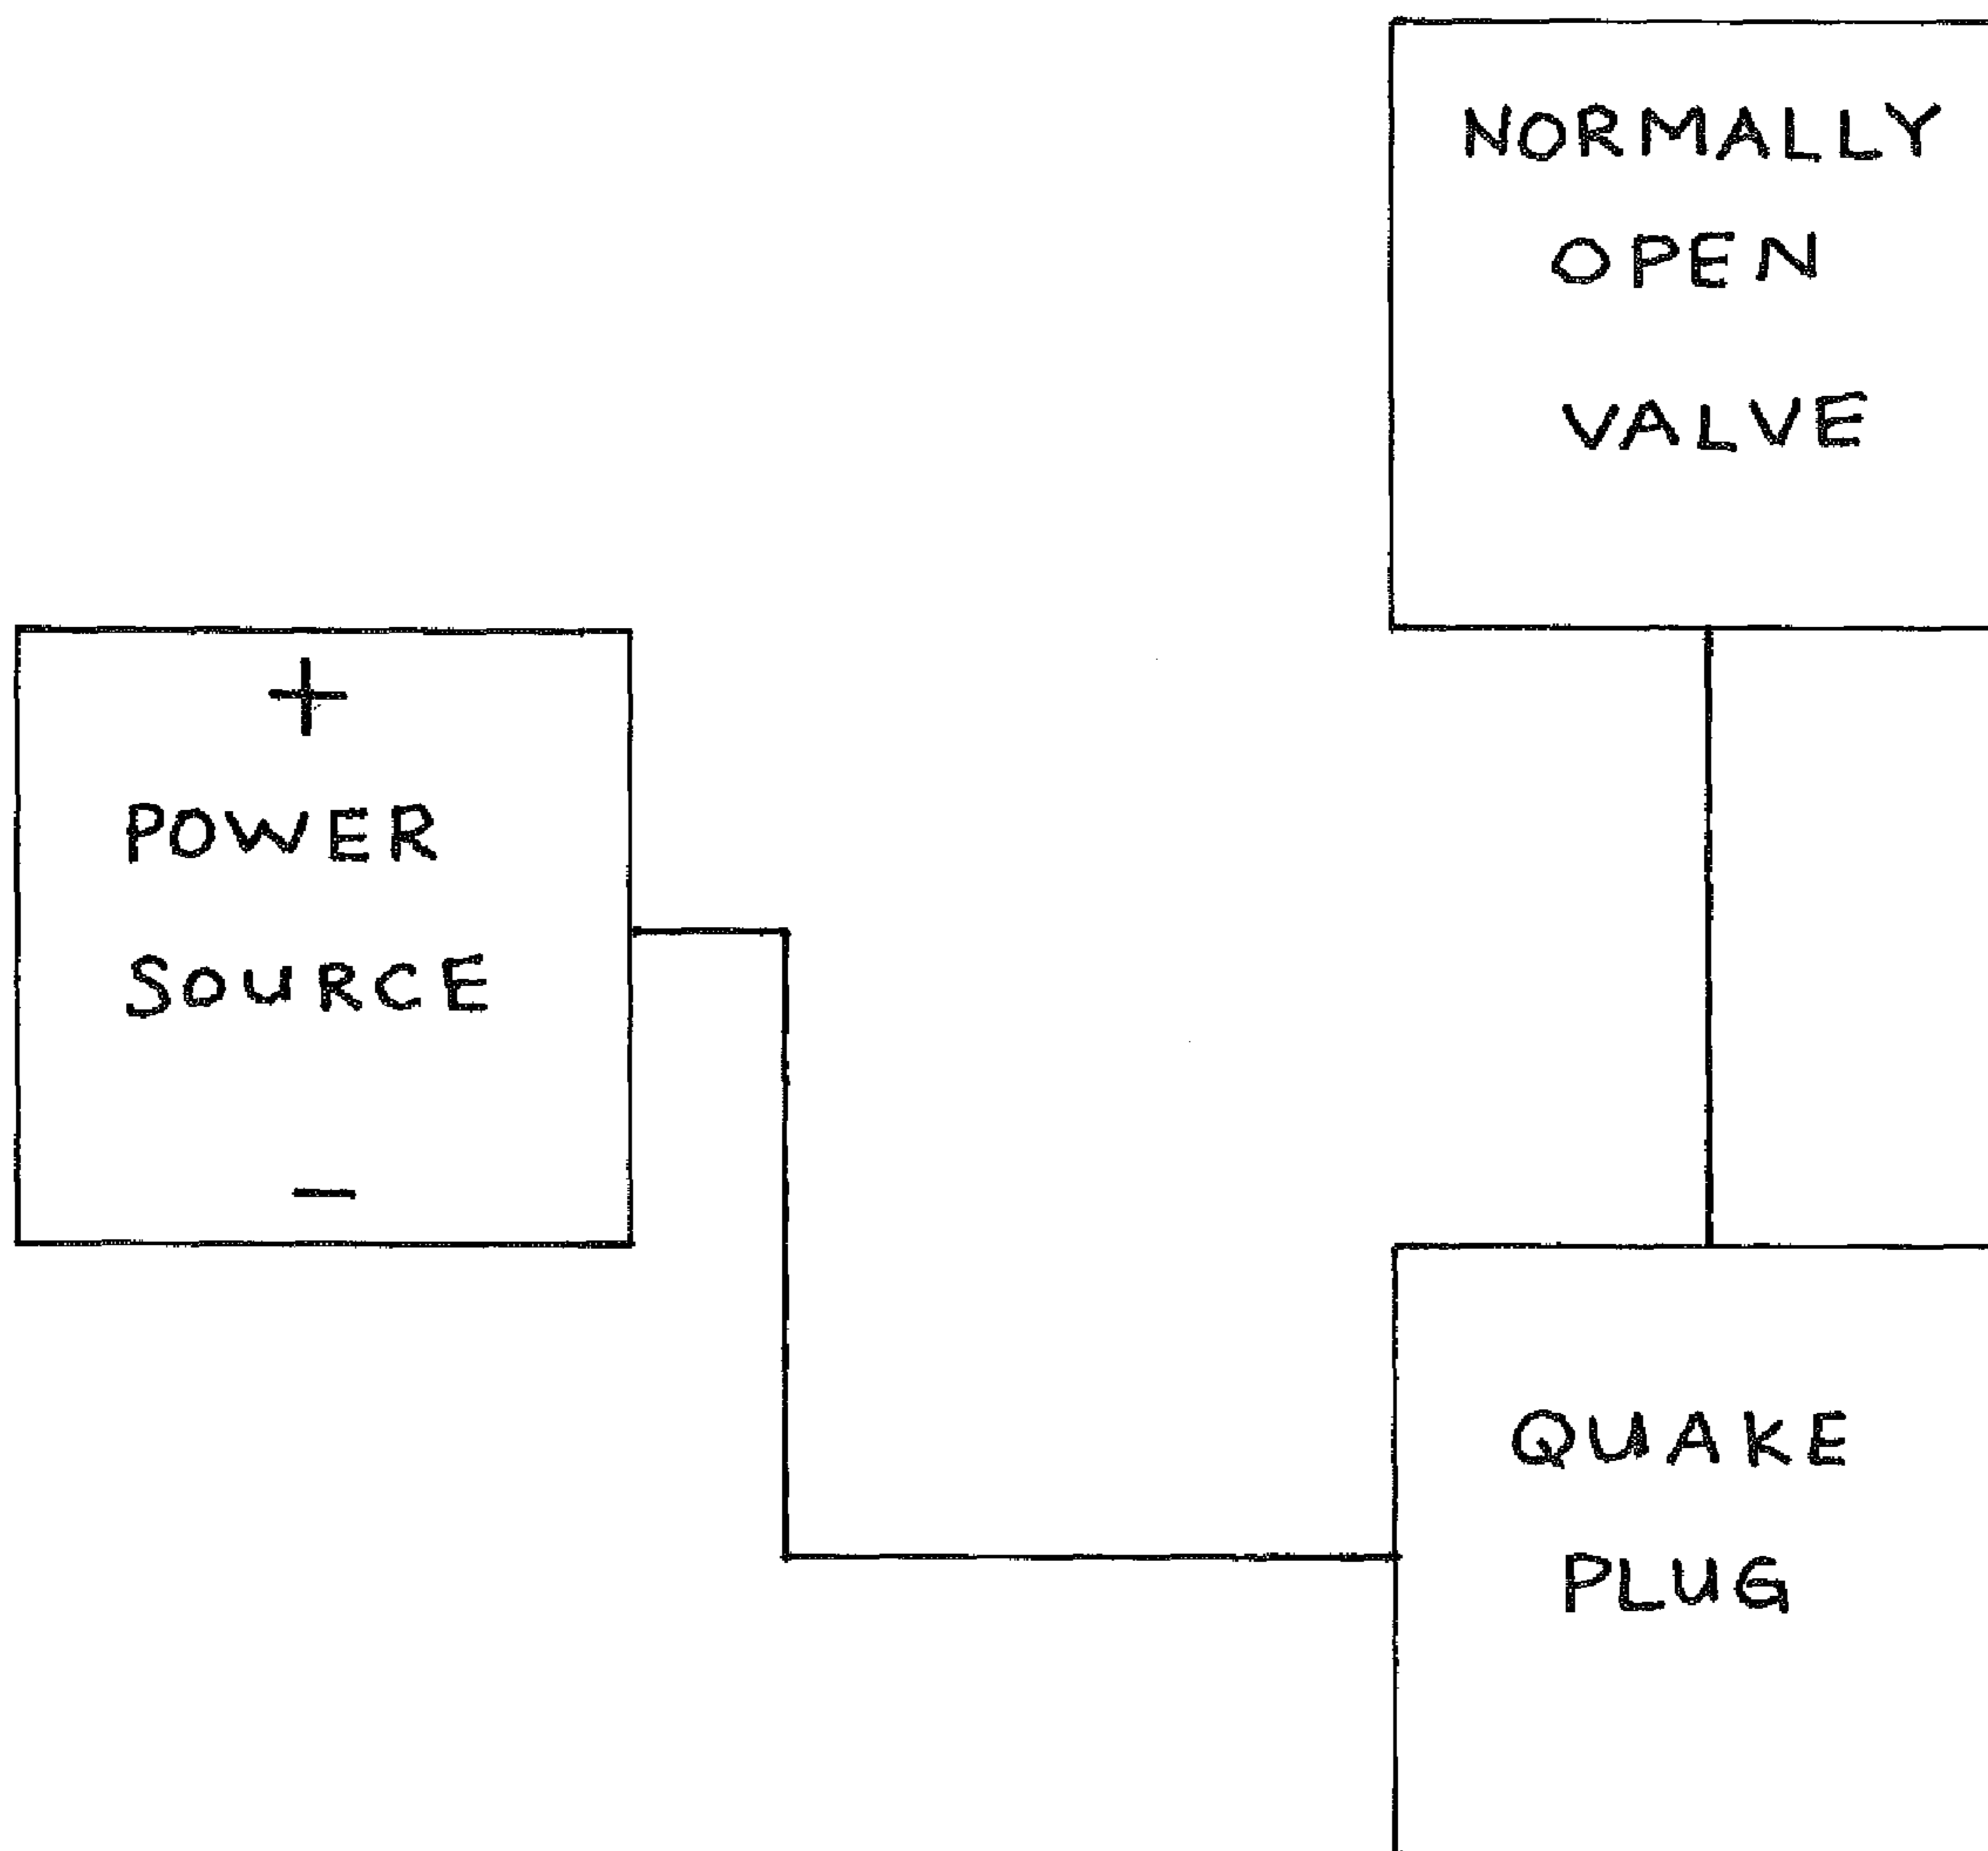 NORMALLY
OPEN
VALVE
+
POWER
SOURCE
−
QUAKE
PLUG